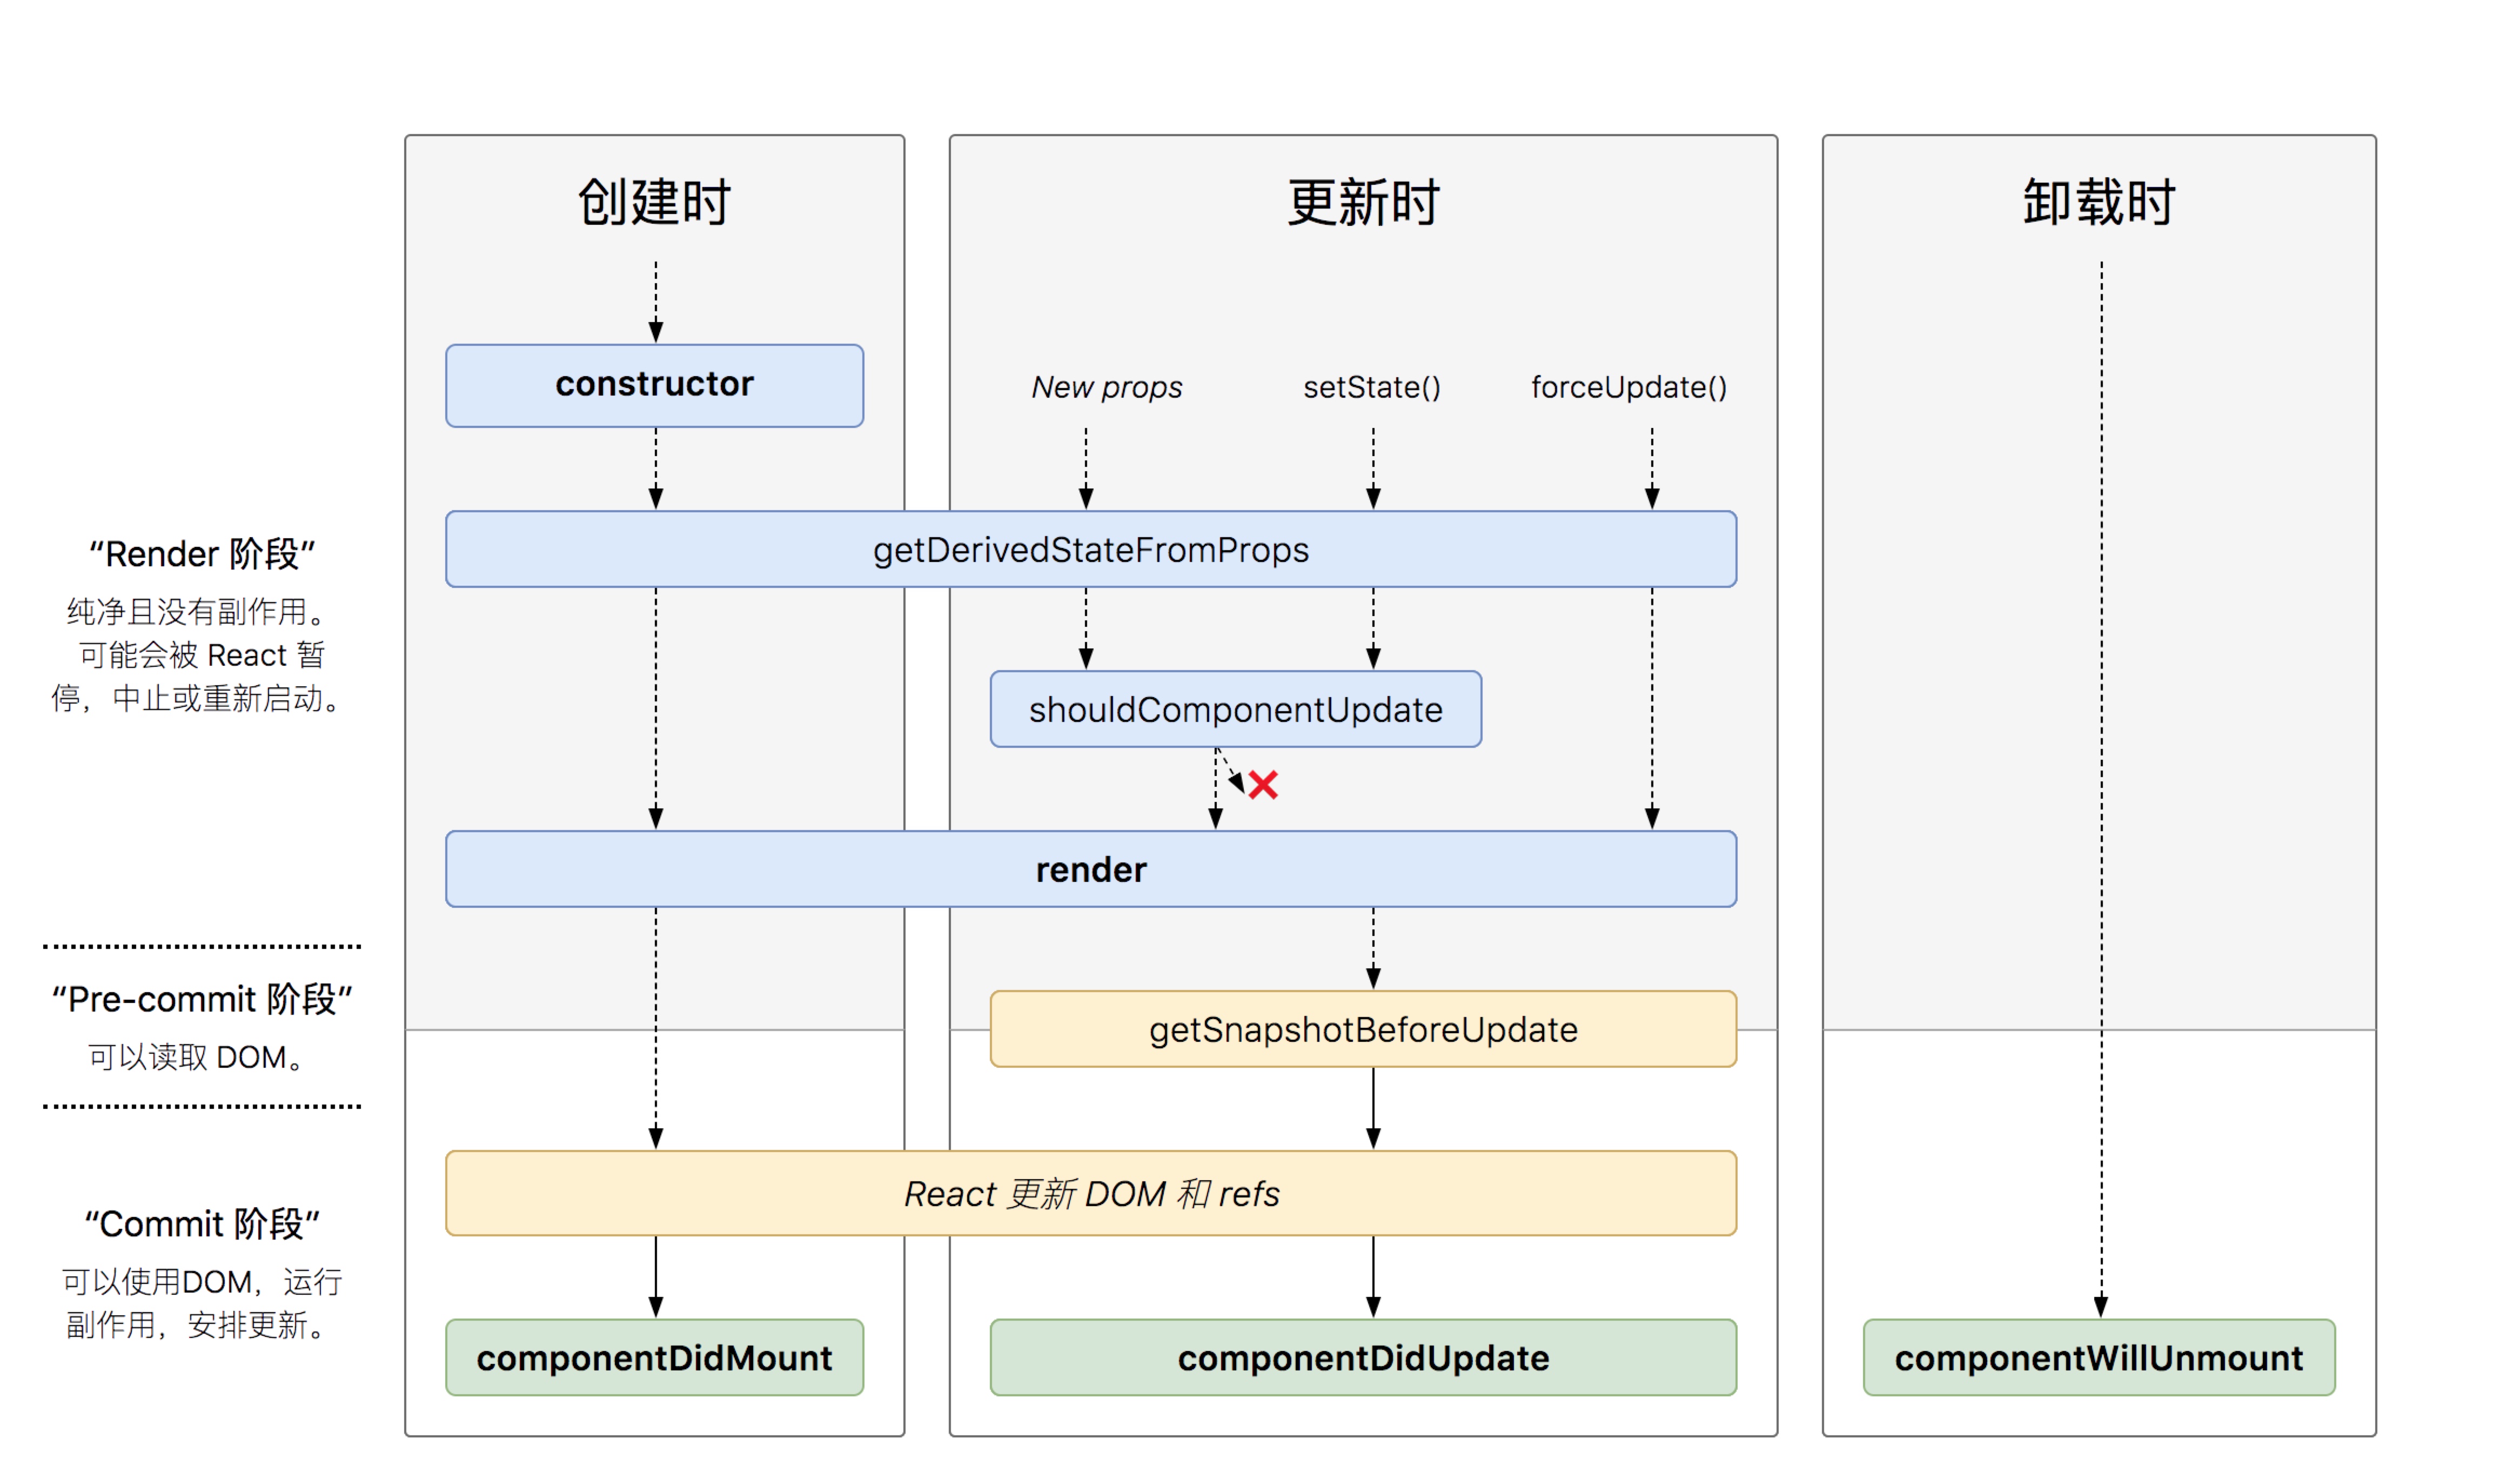 创建时
更新时
卸载时
constructor
New props
setState()
forceUpdate()
“Render 阶段”
纯净且没有副作用。
可能会被 React 暂
停，中止或重新启动。
getDerivedStateFromProps
shouldComponentUpdate
render
“Pre-commit 阶段”
可以读取 DOM。
getSnapshotBeforeUpdate
“Commit 阶段”
可以使用DOM，运行
副作用，安排更新。
React 更新 DOM 和 refs
componentDidMount
componentDidUpdate
componentWillUnmount